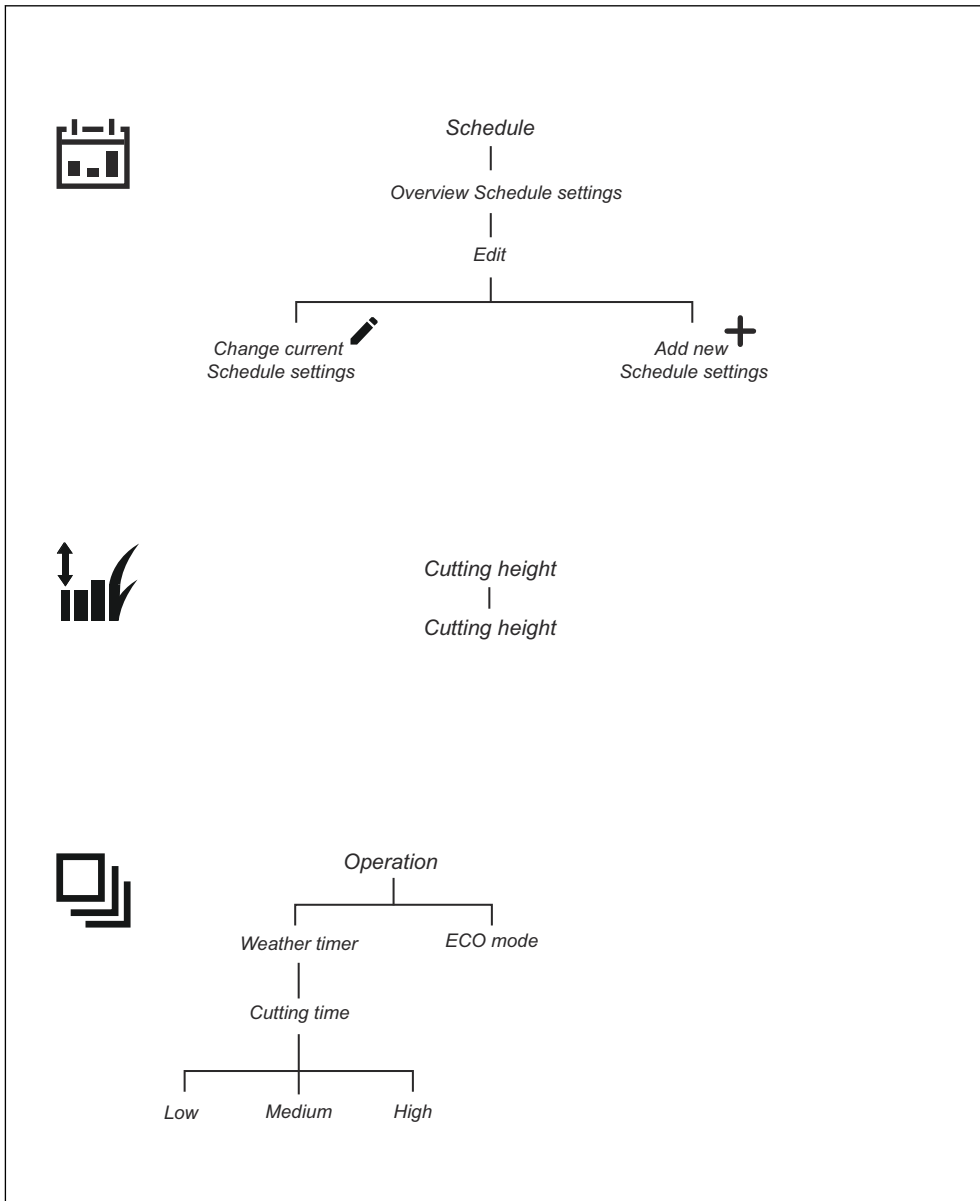 Schedule
Overview Schedule settings
Edit
Change current
Schedule settings
Add new
Schedule settings
Cutting height
Cutting height
Operation
Weather timer
ECO mode
Cutting time
Low
Medium
High